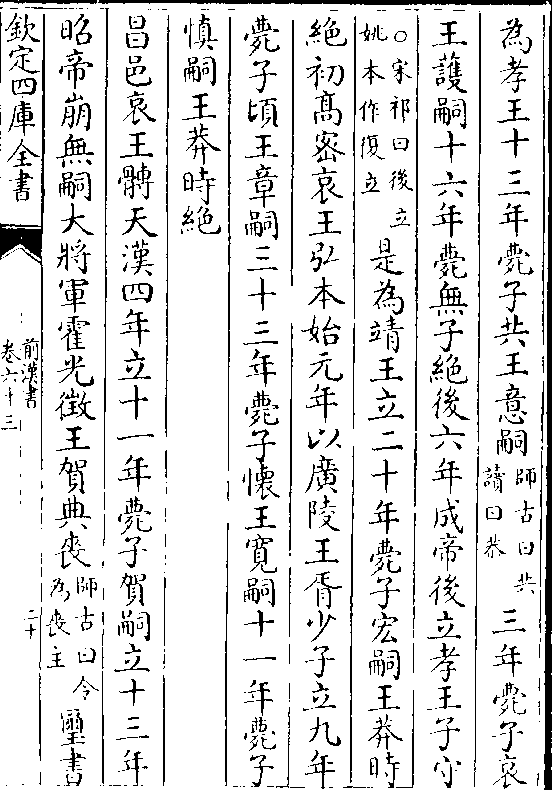 為孝王十三年薨子共王意嗣師古曰共讀曰恭三年薨子哀
王護嗣十六年薨無子絶後六年成帝後立孝王子守
○宋祁曰後立姚本作復立是為靖王立二十年薨子宏嗣王莽時
絶初髙密哀王弘本始元年以廣陵王胥少子立九年
薨子頃王章嗣三十三年薨子懷王寛嗣十一年薨子
慎嗣王莽時絶
昌邑哀王髆天漢四年立十一年薨子賀嗣立十三年
昭帝崩無嗣大將軍霍光徵王賀典喪師古曰令為喪主璽書
欽定四庫全書
前漢書
卷六十三
二十